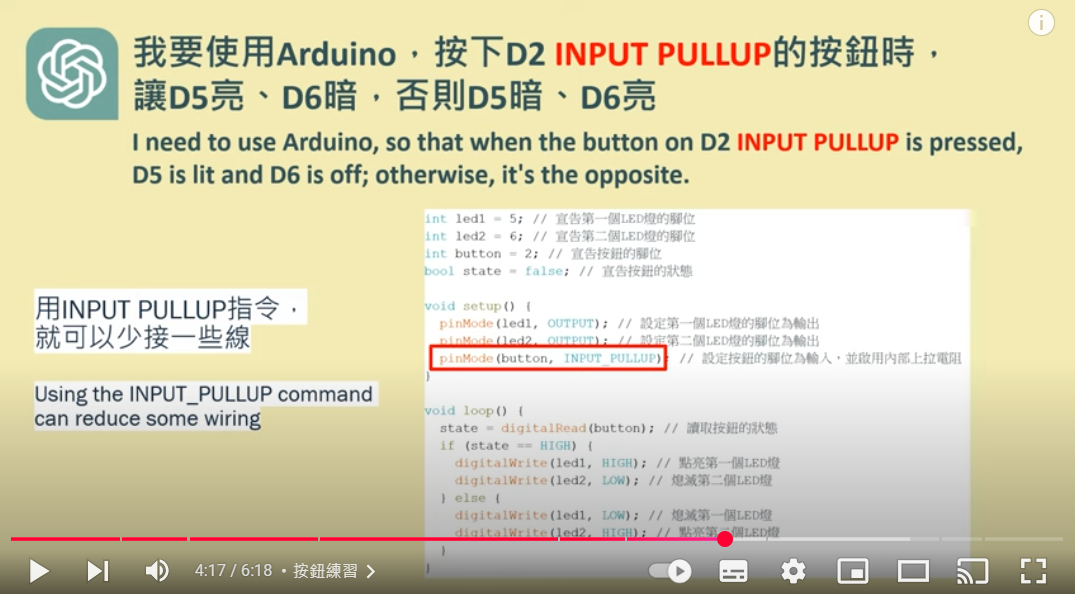 我要使用Arduino，按下D2 INPUT PULLUP的按鈕時，
讓D5亮、D6暗，否則D5暗、D6亮
I need to use Arduino, so that when the button on D2 INPUT PULLUP is pressed,
D5 is lit and D6 is off; otherwise, it's the opposite.
用INPUT PULLUP指令，
就可以少接一些線
Using the INPUT_PULLUP command
can reduce some wiring
int led1 = 5; // 宣告第一個LED燈的腳位
int led2 = 6; // 宣告第二個LED燈的腳位
int button = 2; // 宣告按鈕的腳位
bool state = false; // 宣告按鈕的狀態
void setup() {
pinMode(led1, OUTPUT); // 設定第一個LED燈的腳位為輸出
pinMode(led2, OUTPUT); // 設定第二個LED燈的腳位為輸出
pinMode(button, INPUT_PULLUP); // 設定按鈕的腳位為輸入，並啟用內部上拉電阻
}
void loop() {
state = digitalRead(button); // 讀取按鈕的狀態
if (state == HIGH) {
digitalWrite(led1, HIGH); // 點亮第一個LED燈
digitalWrite(led2, LOW); // 熄滅第二個LED燈
} else {
digitalWrite(led1, LOW); // 熄滅第一個LED燈
digitalWrite(led2, HIGH); // 點亮第二個LED燈
}
}
4:17 / 6:18 • 按鈕練習